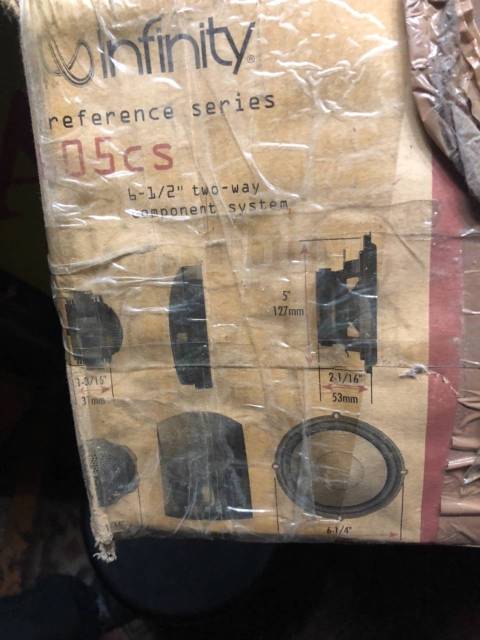 infinity®
reference series
05cs
6-1/2" two-way
component system
5"
127mm
1-3/16"
31mm
2-1/16"
53mm
6-1/4"